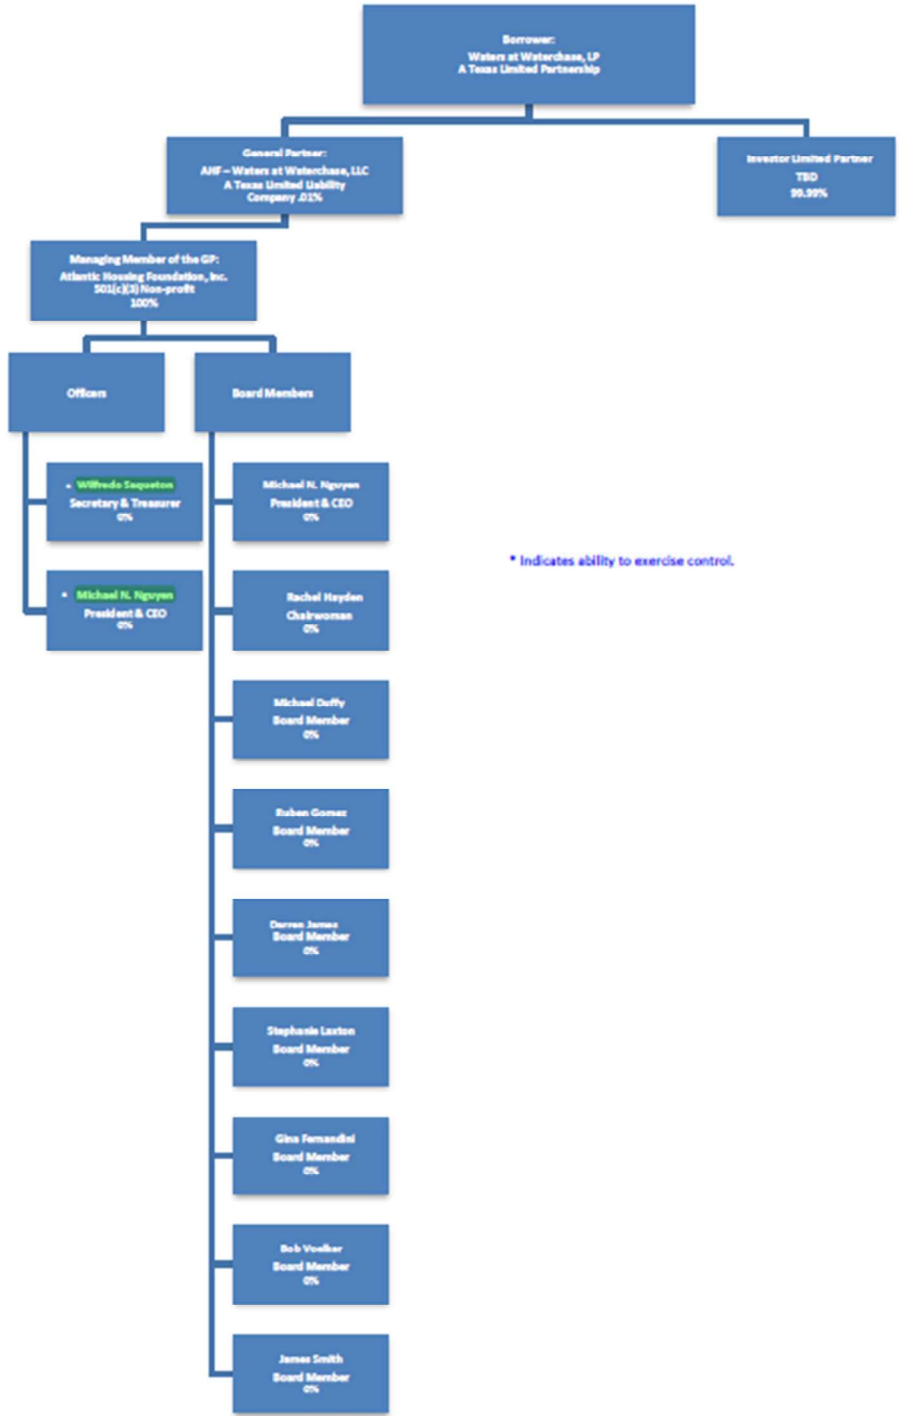 Borrower:
Waters at Waterchase, LP
A Texas Limited Partnership
General Partner:
AHF – Waters at Waterchase, LLC
A Texas Limited Liability
Company .01%
Investor Limited Partner
TBD
99.99%
Managing Member of the GP:
Atlantic Housing Foundation, Inc.
501(c)(3) Non-profit
100%
Officers
Board Members
* Wilfredo Sequeton
Secretary & Treasurer
0%
* Michael N. Nguyen
President & CEO
0%
Michael N. Nguyen
President & CEO
0%
Rachel Hayden
Chairwoman
0%
Michael Duffy
Board Member
0%
Ruben Gomez
Board Member
0%
Darren James
Board Member
0%
Stephanie Laxton
Board Member
0%
Gina Fernandini
Board Member
0%
Bob Voelker
Board Member
0%
James Smith
Board Member
0%
* Indicates ability to exercise control.